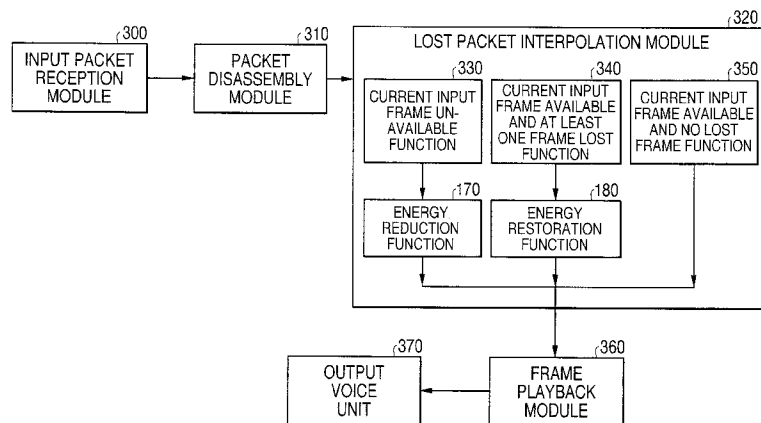 300
INPUT PACKET
RECEPTION
MODULE
310
PACKET
DISASSEMBLY
MODULE
320
LOST PACKET INTERPOLATION MODULE
330
CURRENT INPUT
FRAME UN-
AVAILABLE
FUNCTION
340
CURRENT INPUT
FRAME AVAILABLE
AND AT LEAST
ONE FRAME LOST
FUNCTION
350
CURRENT INPUT
FRAME AVAILABLE
AND NO LOST
FRAME FUNCTION
170
ENERGY
REDUCTION
FUNCTION
180
ENERGY
RESTORATION
FUNCTION
370
OUTPUT
VOICE
UNIT
360
FRAME
PLAYBACK
MODULE